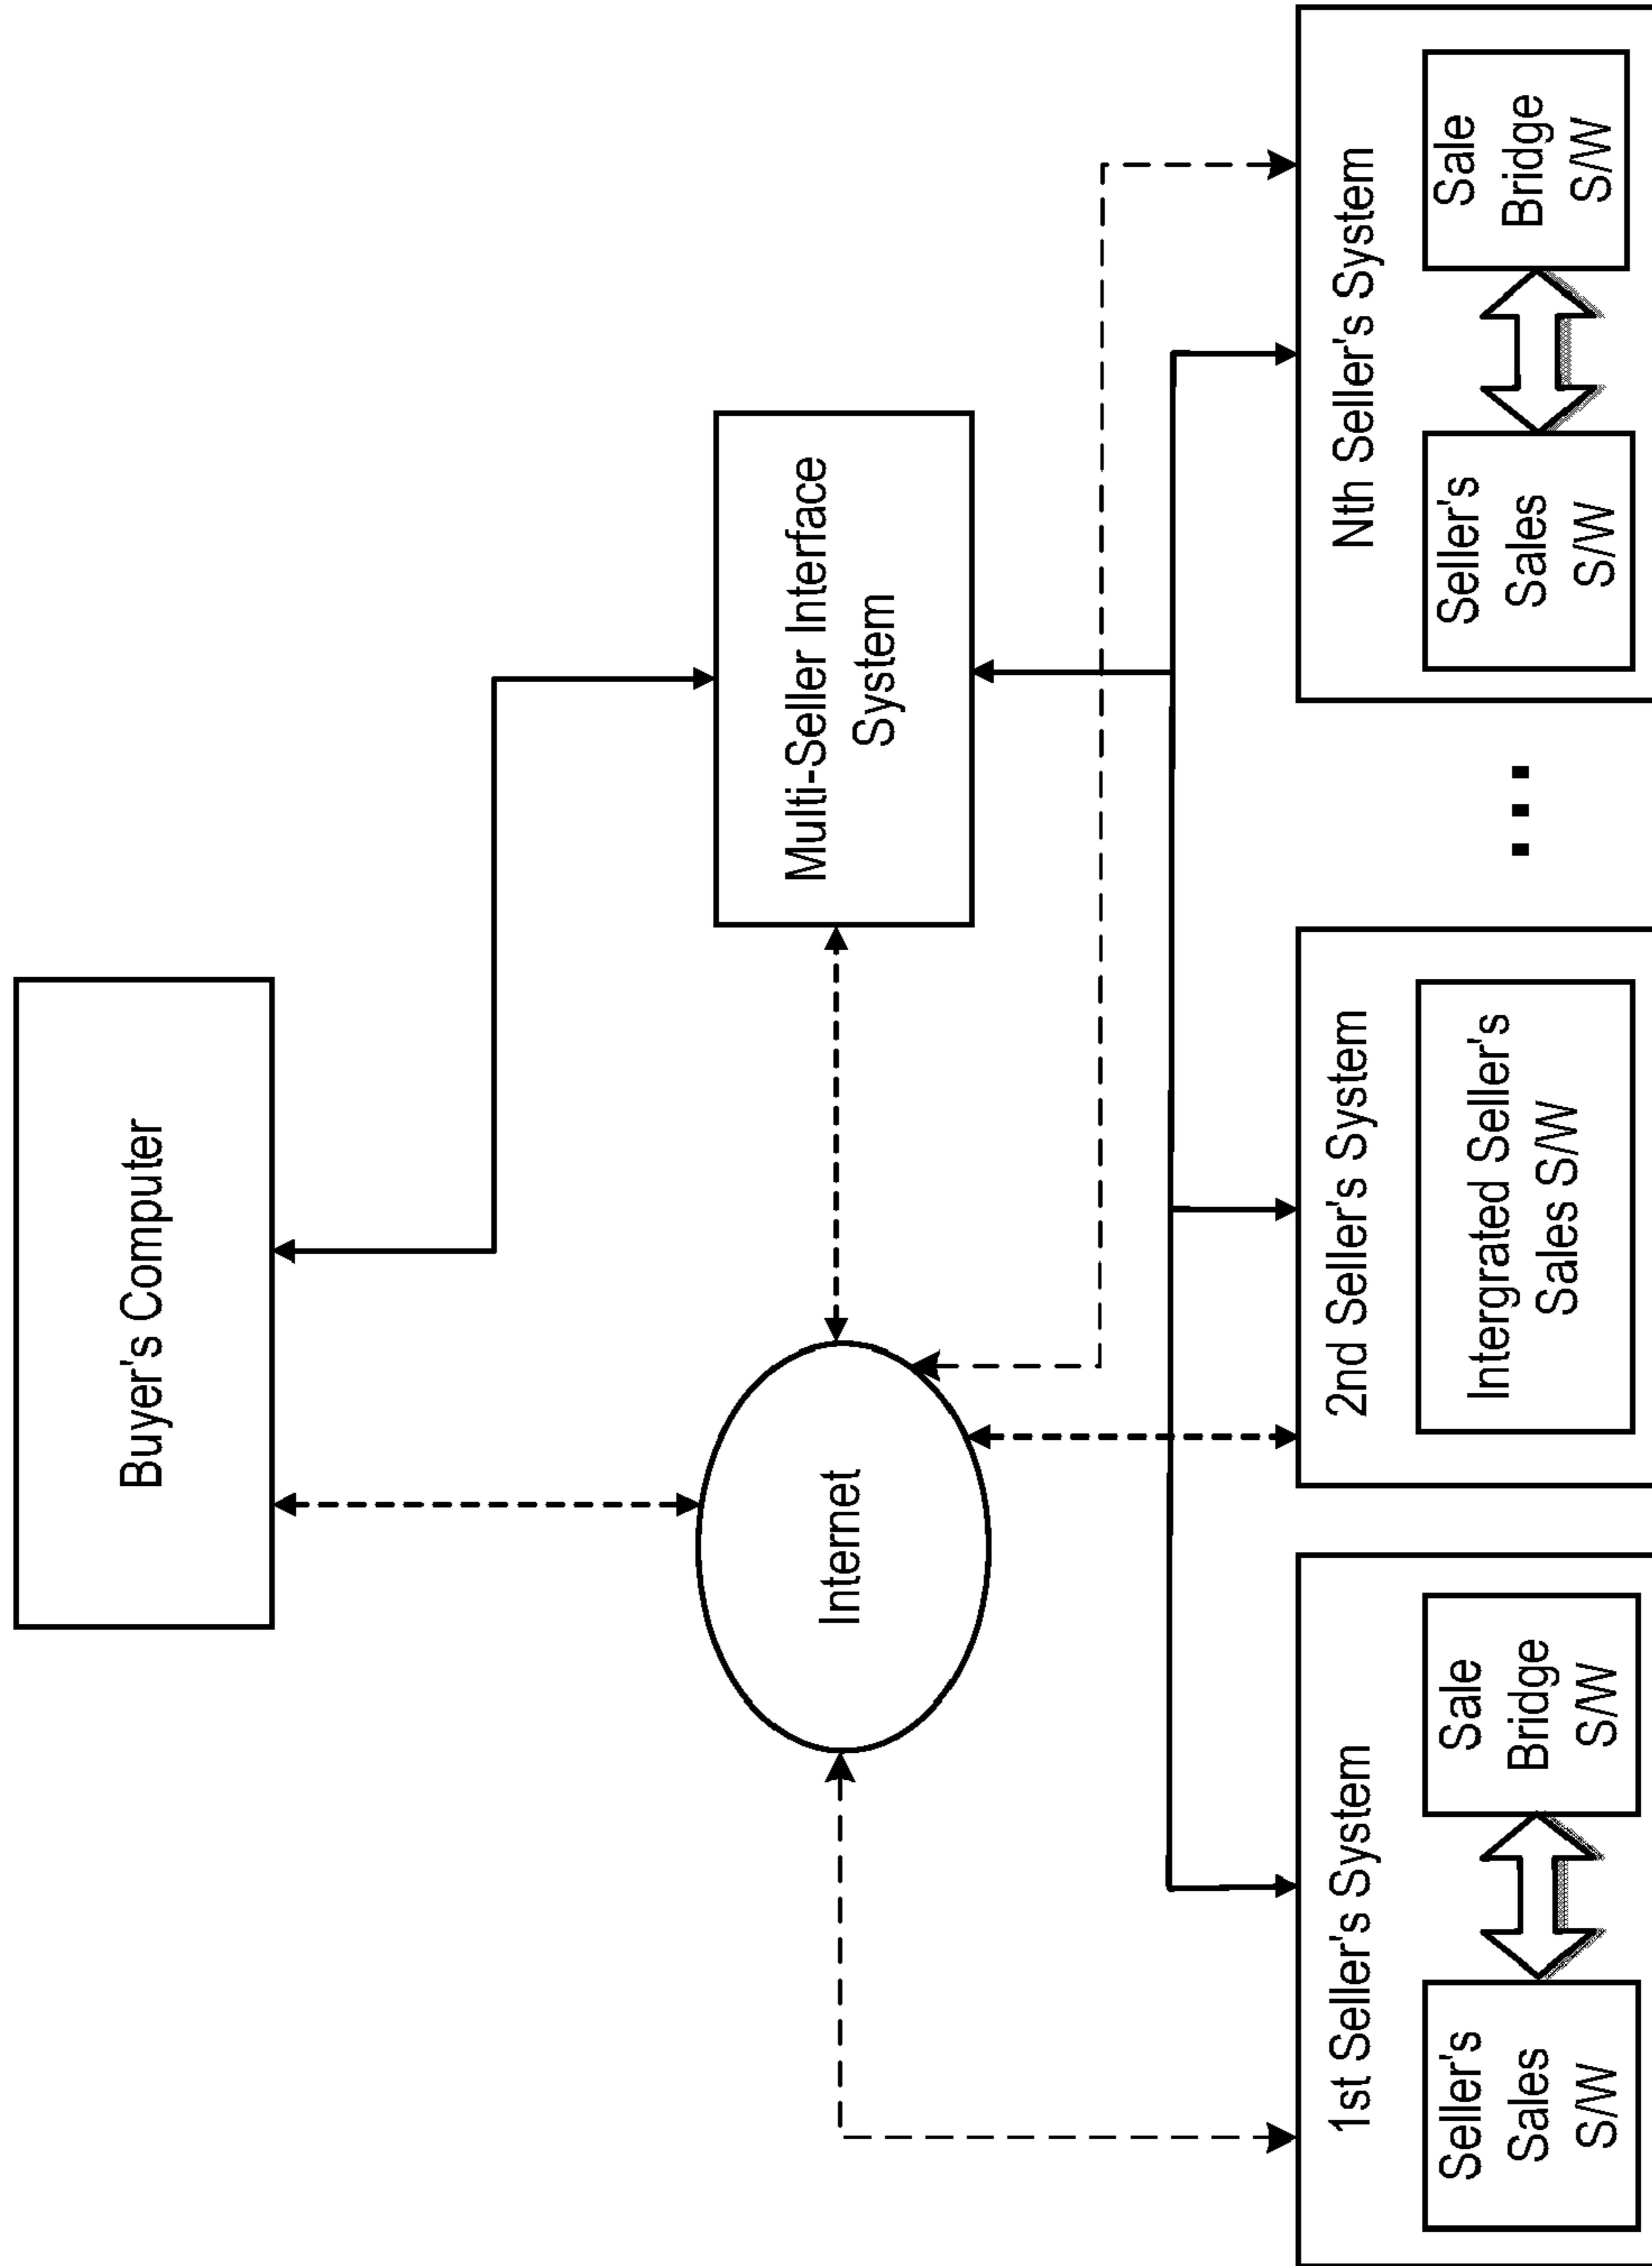 Buyer's Computer
Internet
Multi-Seller Interface
System
1st Seller's System
Seller's
Sales
S/W
Sale
Bridge
S/W
2nd Seller's System
Intergrated Seller's
Sales S/W
...
Nth Seller's System
Seller's
Sales
S/W
Sale
Bridge
S/W